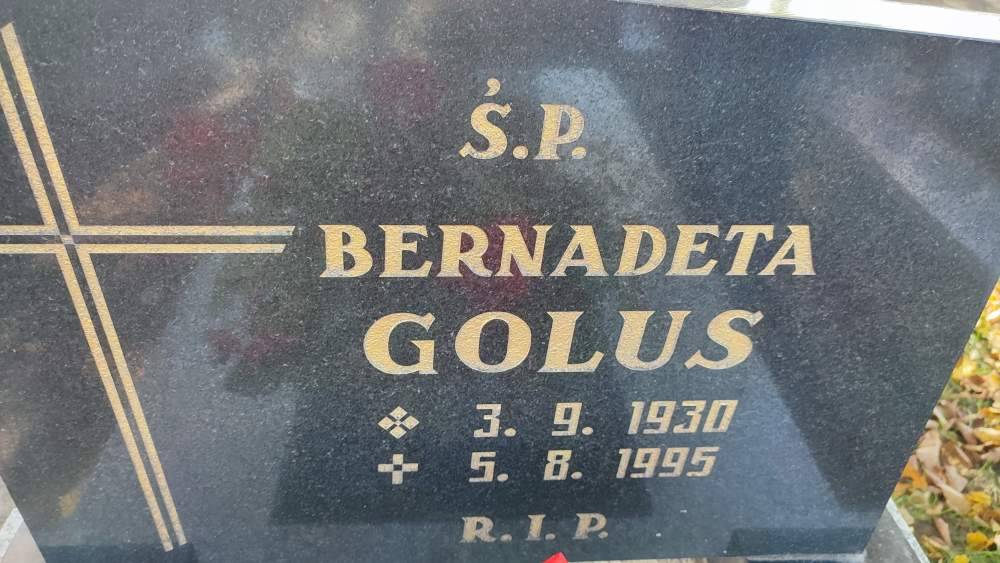 Ś.P.
BERNADETA
GOLUS
3. 9. 1930
5. 8. 1995
R.I.P.